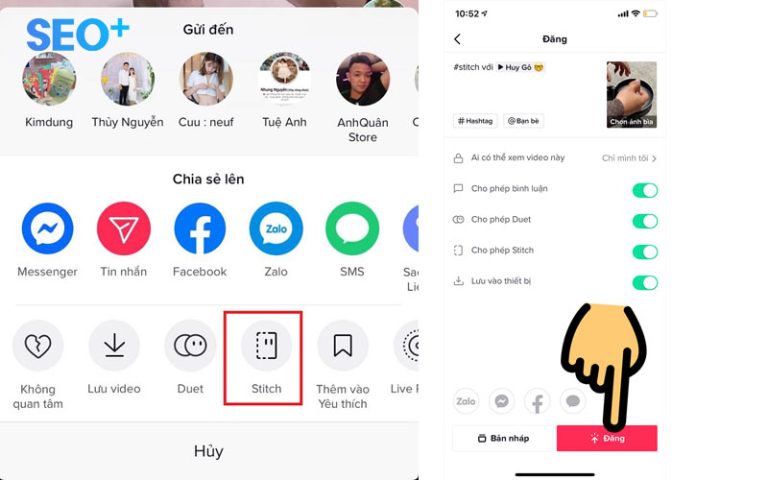 SEO+
Gửi đến
Kimdung
Thủy Nguyễn
Cuu : neuf
Tuệ Anh
AnhQuân
Store
C
Chia sẻ lên
Zalo
Messenger
Tin nhắn
Facebook
Zalo
SMS
Sao
Liê
Không
quan tâm
Lưu video
Duet
Stitch
Thêm vào
Yêu thích
Live P
Hủy
10:52
Đăng
#stitch với ▶ Huy Gô 🤓
Chọn ảnh bìa
# Hashtag
@Bạn bè
Ai có thể xem video này
Chỉ mình tôi >
Cho phép bình luận
Cho phép Duet
Cho phép Stitch
Lưu vào thiết bị
Zalo
Bản nháp
Đăng